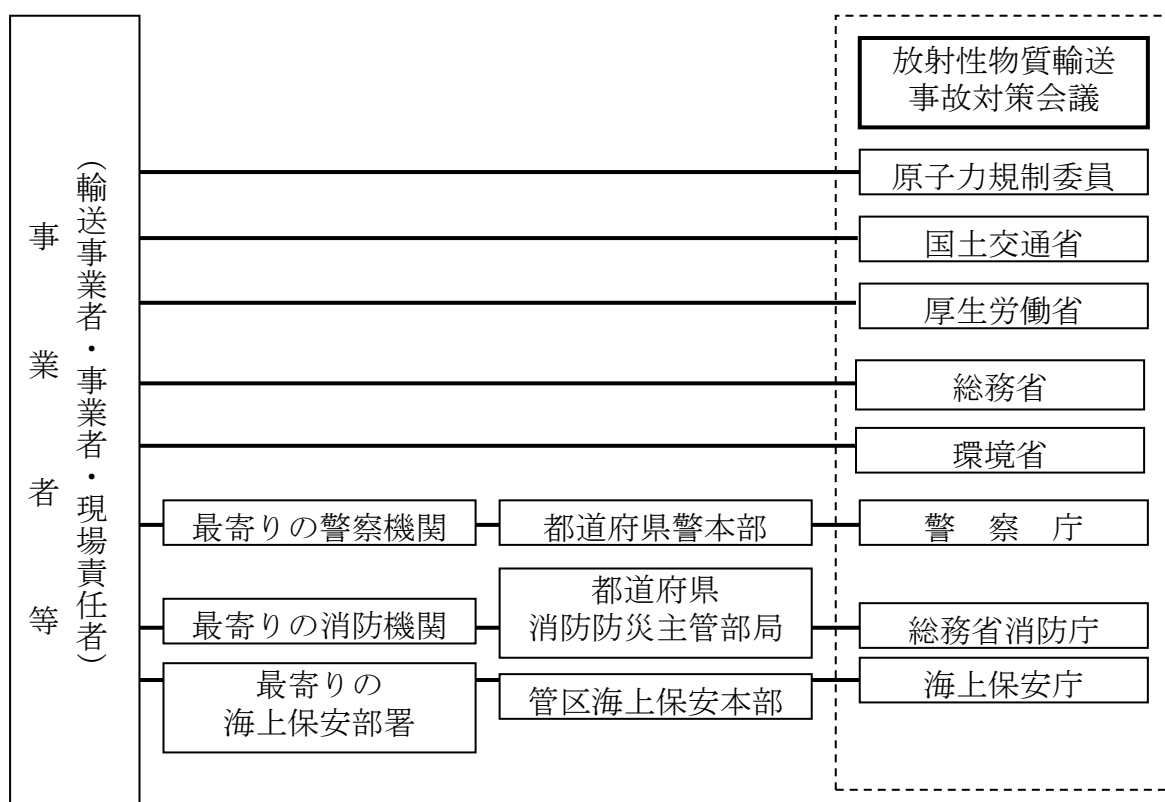 事業者等
(輸送事業者・事業者・現場責任者)
放射性物質輸送
事故対策会議
原子力規制委員
国土交通省
厚生労働省
総務省
環境省
最寄りの警察機関
都道府県警本部
警察庁
最寄りの消防機関
都道府県
消防防災主管部局
総務省消防庁
最寄りの
海上保安部署
管区海上保安本部
海上保安庁